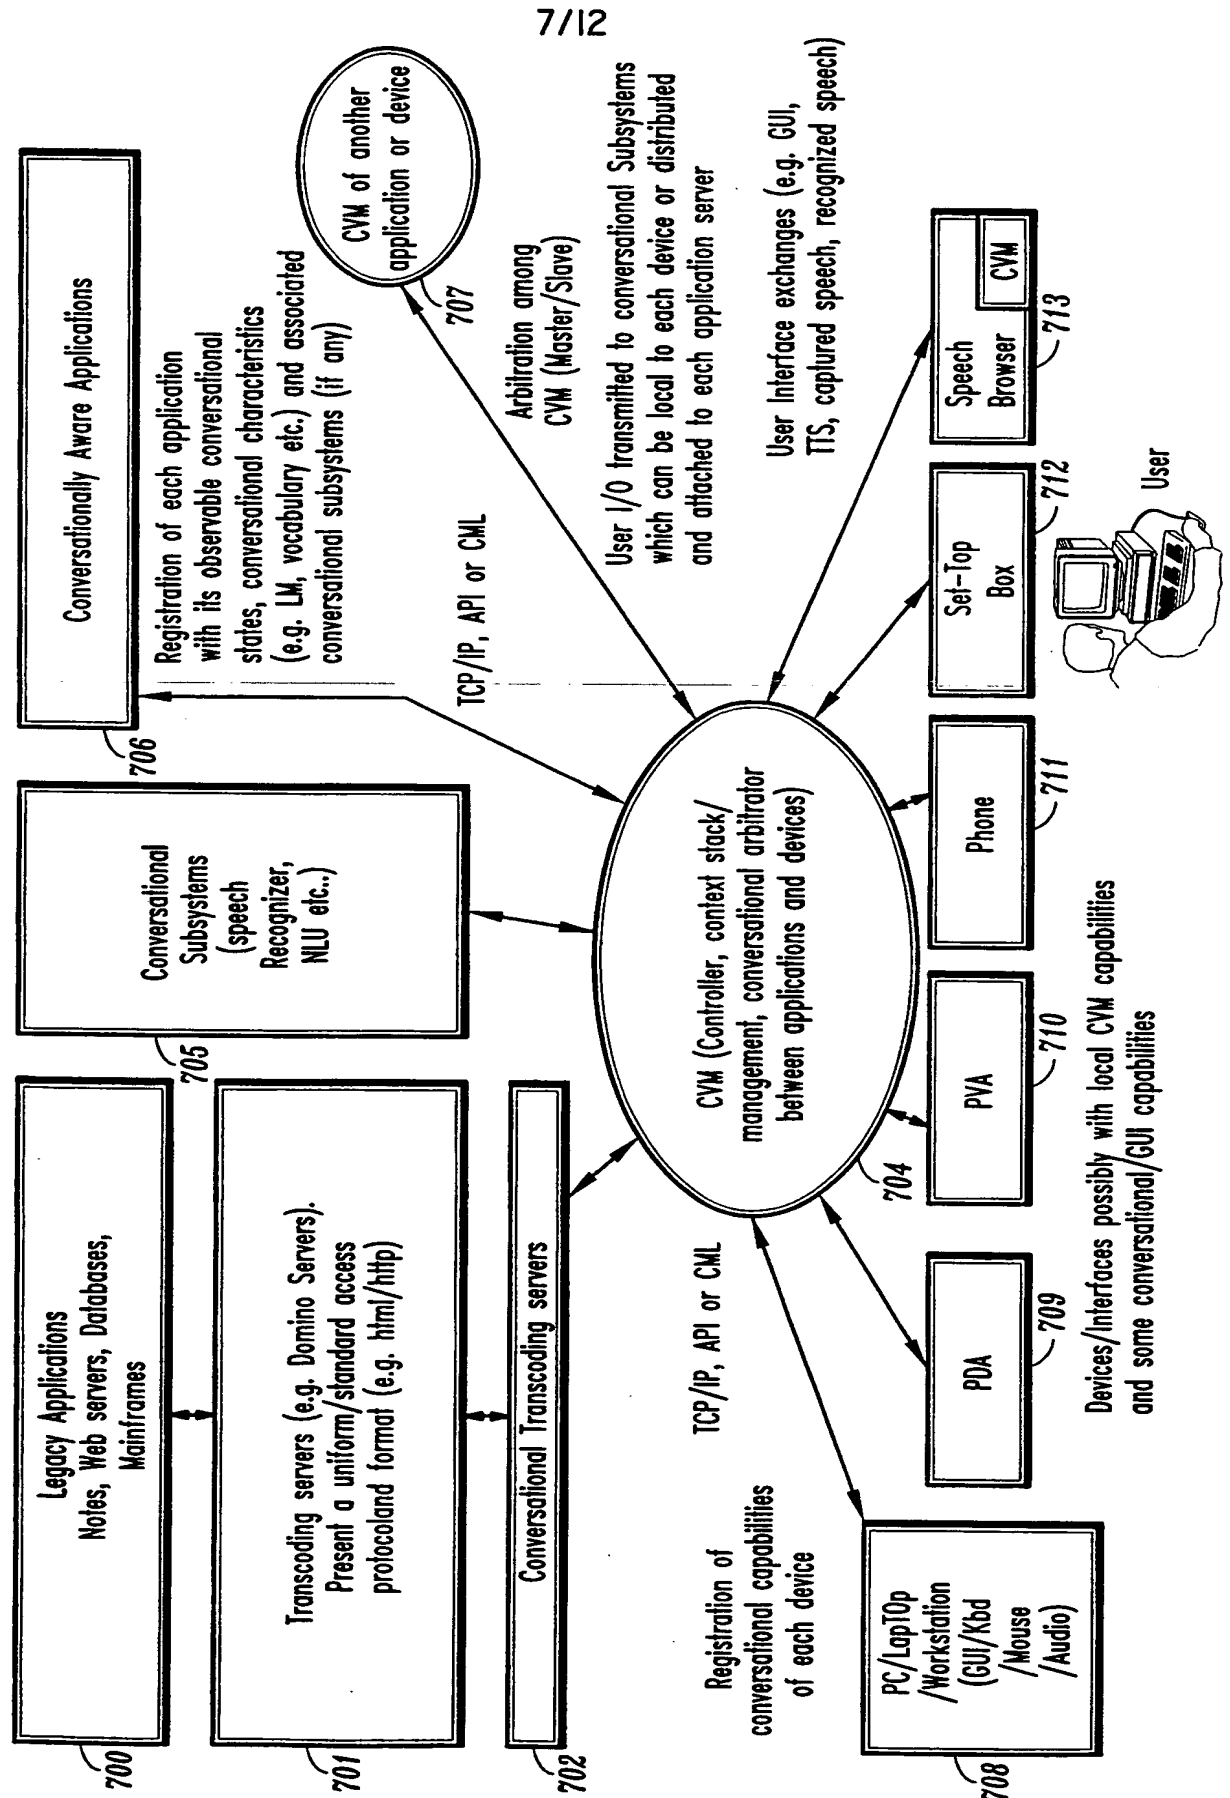 7/12
Legacy Applications
Notes, Web servers, Databases,
Mainframes
700
Transcoding servers (e.g. Domino Servers).
Present a uniform/standard access
protocoland format (e.g. html/http)
701
Conversational Transcoding servers
702
Conversational
Subsystems
(speech
Recognizer,
NLU etc..)
705
Conversationally Aware Applications
706
Registration of each application
with its observable conversational
states, conversational characteristics
(e.g. LM, vocabulary etc.) and associated
conversational subsystems (if any)
TCP/IP, API or CML
CVM of another
application or device
707
Arbitration among
CVM (Master/Slave)
User I/O transmitted to conversational Subsystems
which can be local to each device or distributed
and attached to each application server
User Interface exchanges (e.g. GUI,
TTS, captured speech, recognized speech)
CVM (Controller, context stack/
management, conversational arbitrator
between applications and devices)
704
TCP/IP, API or CML
Registration of
conversational capabilities
of each device
PC/LapTOp
/Workstation
(GUI/Kbd
/Mouse
/Audio)
708
PDA
709
PVA
710
Phone
711
Set-Top
Box
712
Speech
Browser
CVM
713
Devices/Interfaces possibly with local CVM capabilities
and some conversational/GUI capabilities
User